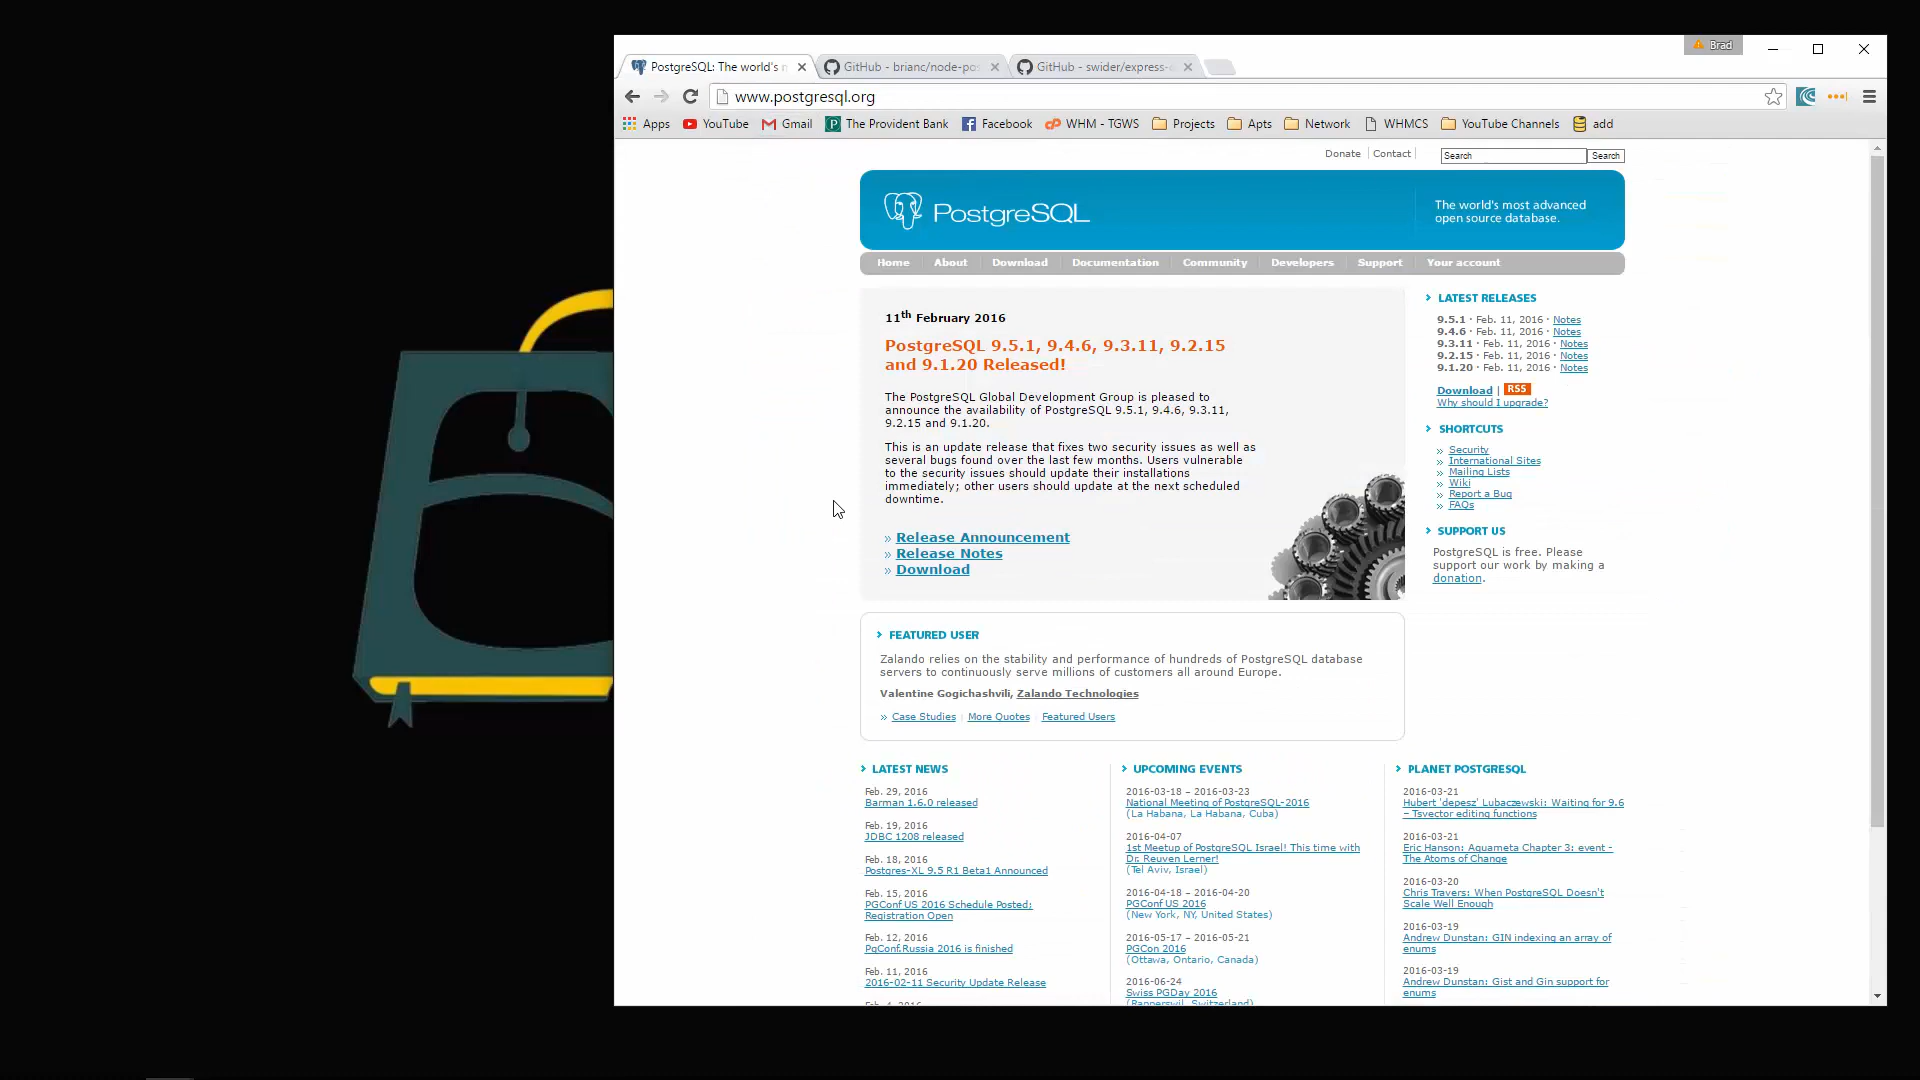 Brad
PostgreSQL: The world's
GitHub - brianc/node-po
GitHub - swider/express-
www.postgresql.org
Apps
YouTube
Gmail
The Provident Bank
Facebook
WHM - TGWS
Projects
Apts
Network
WHMCS
YouTube Channels
add
Donate
Contact
Search
Search
PostgreSQL
The world's most advanced
open source database.
Home
About
Download
Documentation
Community
Developers
Support
Your account
11th February 2016
PostgreSQL 9.5.1, 9.4.6, 9.3.11, 9.2.15
and 9.1.20 Released!
The PostgreSQL Global Development Group is pleased to
announce the availability of PostgreSQL 9.5.1, 9.4.6, 9.3.11,
9.2.15 and 9.1.20.
This is an update release that fixes two security issues as well as
several bugs found over the last few months. Users vulnerable
to the security issues should update their installations
immediately; other users should update at the next scheduled
downtime.
» Release Announcement
» Release Notes
» Download
LATEST RELEASES
9.5.1 · Feb. 11, 2016 · Notes
9.4.6 · Feb. 11, 2016 · Notes
9.3.11 · Feb. 11, 2016 · Notes
9.2.15 · Feb. 11, 2016 · Notes
9.1.20 · Feb. 11, 2016 · Notes
Download | RSS
Why should I upgrade?
SHORTCUTS
» Security
» International Sites
» Mailing Lists
» Wiki
» Report a Bug
» FAQs
SUPPORT US
PostgreSQL is free. Please
support our work by making a
donation.
FEATURED USER
Zalando relies on the stability and performance of hundreds of PostgreSQL database
servers to continuously serve millions of customers all around Europe.
Valentine Gogichashvili, Zalando Technologies
» Case Studies | More Quotes Featured Users
LATEST NEWS
Feb. 29, 2016
Barman 1.6.0 released
Feb. 19, 2016
JDBC 1208 released
Feb. 18, 2016
Postgres-XL 9.5 R1 Beta1 Announced
Feb. 15, 2016
PGConf US 2016 Schedule Posted;
Registration Open
Feb. 12, 2016
PgConf.Russia 2016 is finished
Feb. 11, 2016
2016-02-11 Security Update Release
UPCOMING EVENTS
2016-03-18 – 2016-03-23
National Meeting of PostgreSQL-2016
(La Habana, La Habana, Cuba)
2016-04-07
1st Meetup of PostgreSQL Israel! This time with
Dr. Reuven Lerner!
(Tel Aviv, Israel)
2016-04-18 – 2016-04-20
PGConf US 2016
(New York, NY, United States)
2016-05-17 – 2016-05-21
PGCon 2016
(Ottawa, Ontario, Canada)
2016-06-24
Swiss PGDay 2016
(Rapperswil, Switzerland)
PLANET POSTGRESQL
2016-03-21
Hubert 'depesz' Lubaczewski: Waiting for 9.6
– Tsvector editing functions
2016-03-21
Eric Hanson: Aquameta Chapter 3: event -
The Atoms of Change
2016-03-20
Chris Travers: When PostgreSQL Doesn't
Scale Well Enough
2016-03-19
Andrew Dunstan: GIN indexing an array of
enums
2016-03-19
Andrew Dunstan: Gist and Gin support for
enums